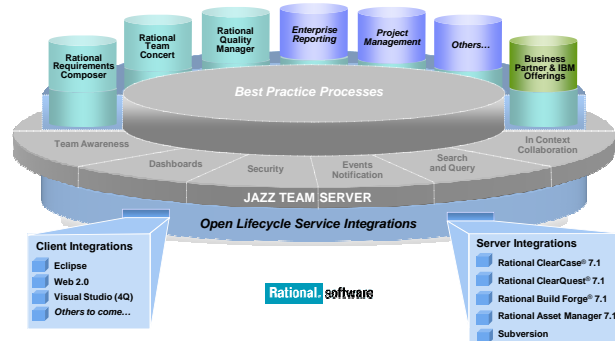 Rational
Requirements
Composer
Rational
Team
Concert
Rational
Quality
Manager
Enterprise
Reporting
Project
Management
Others…
Business
Partner & IBM
Offerings
Best Practice Processes
Team Awareness
Dashboards
Security
Events
Notification
Search
and Query
In Context
Collaboration
JAZZ TEAM SERVER
Open Lifecycle Service Integrations
Client Integrations
Eclipse
Web 2.0
Visual Studio (4Q)
Others to come…
Server Integrations
Rational ClearCase® 7.1
Rational ClearQuest® 7.1
Rational Build Forge® 7.1
Rational Asset Manager 7.1
Subversion
Rational. software